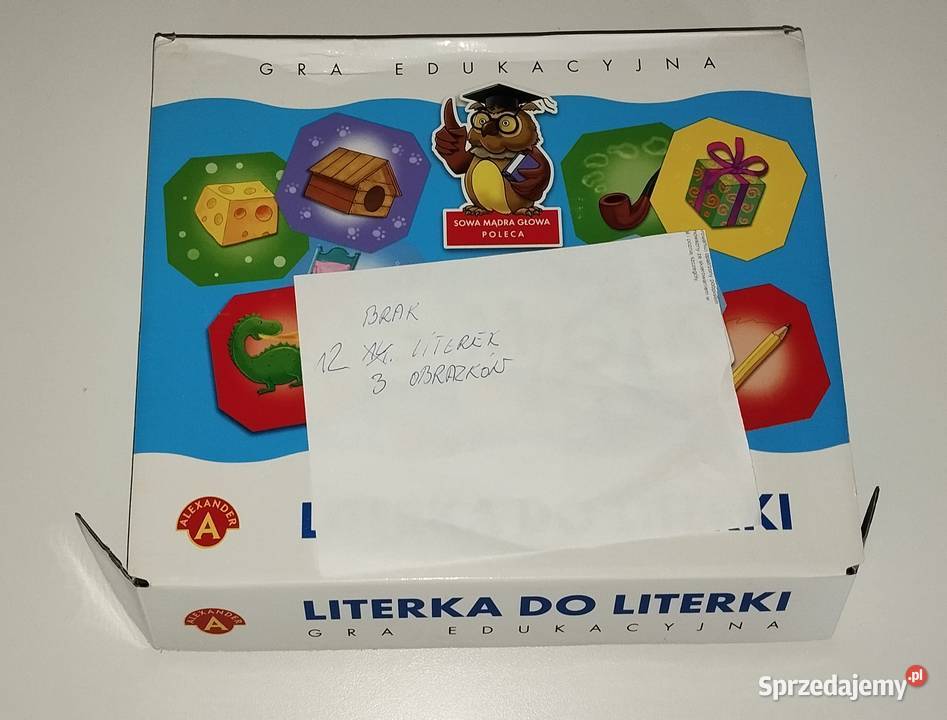 GRA EDUKACYJNA
SOWA MĄDRA GŁOWA
POLECA
BRAK
12 LITEREK
3 OBRAZKÓW
ALEXANDER
A
L KI
ALEXANDER
A
LITERKA DO LITERKI
GRA EDUKACYJNA
Sprzedajemy.pl